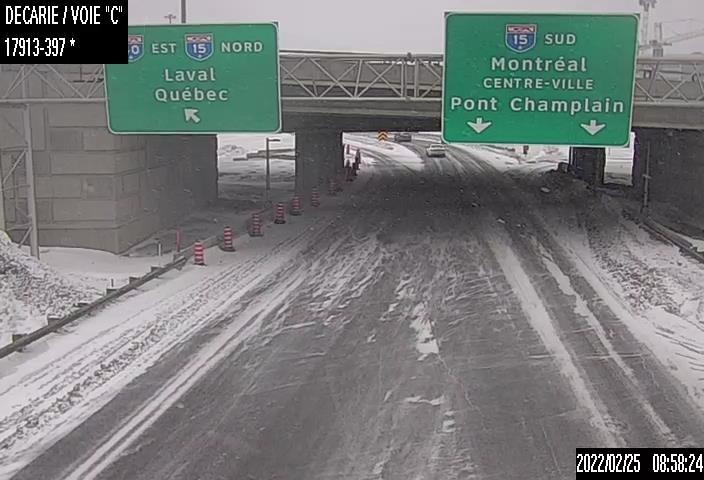 DECARIE / VOIE "C"
17913-397 *
EST 15 NORD
Laval
Québec
15 SUD
Montréal
CENTRE-VILLE
Pont Champlain
2022/02/25 08:58:24